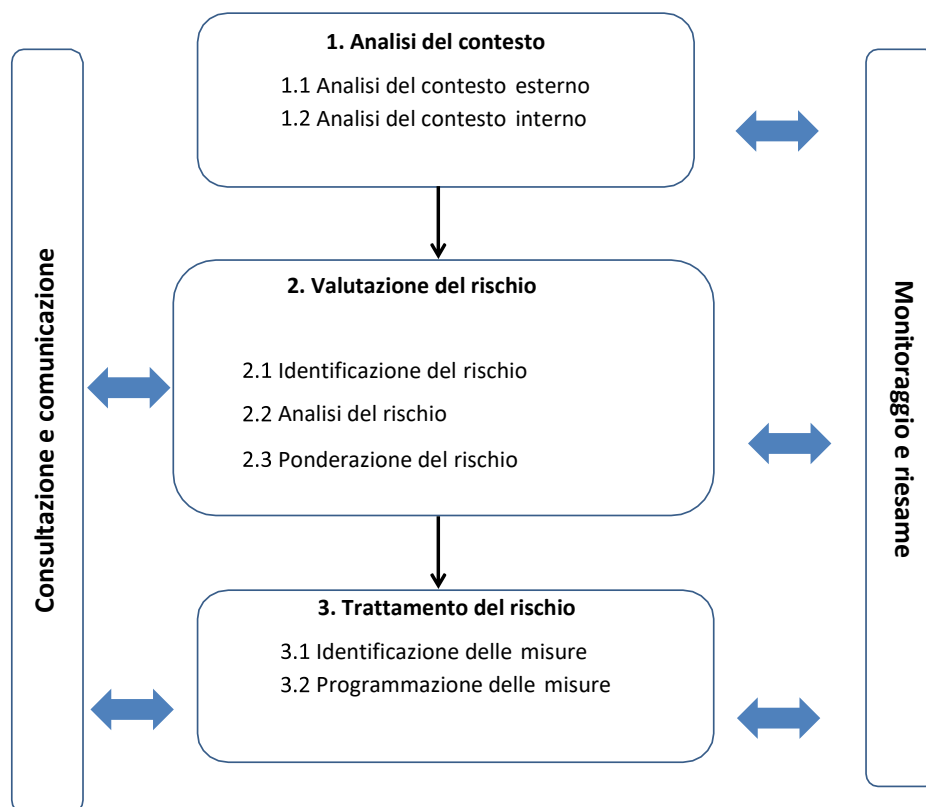 Consultazione e comunicazione
1. Analisi del contesto
1.1 Analisi del contesto esterno
1.2 Analisi del contesto interno
2. Valutazione del rischio
2.1 Identificazione del rischio
2.2 Analisi del rischio
2.3 Ponderazione del rischio
3. Trattamento del rischio
3.1 Identificazione delle misure
3.2 Programmazione delle misure
Monitoraggio e riesame